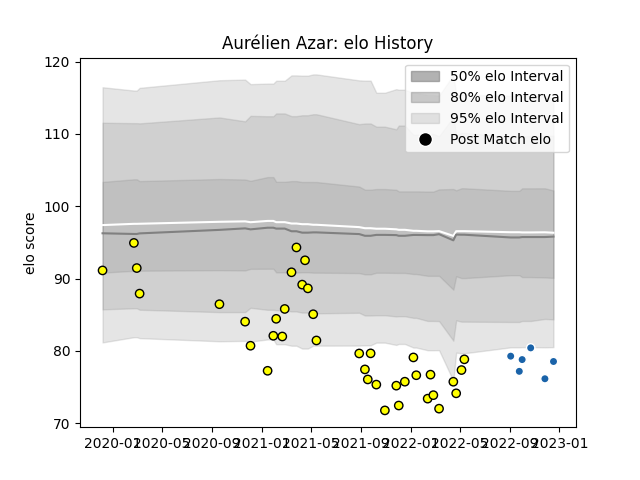 Aurélien Azar: elo History
120
110
100
90
80
70
elo score
50% elo Interval
80% elo Interval
95% elo Interval
Post Match elo
2020-01 2020-05 2020-09 2021-01 2021-05 2021-09 2022-01 2022-05 2022-09 2023-01